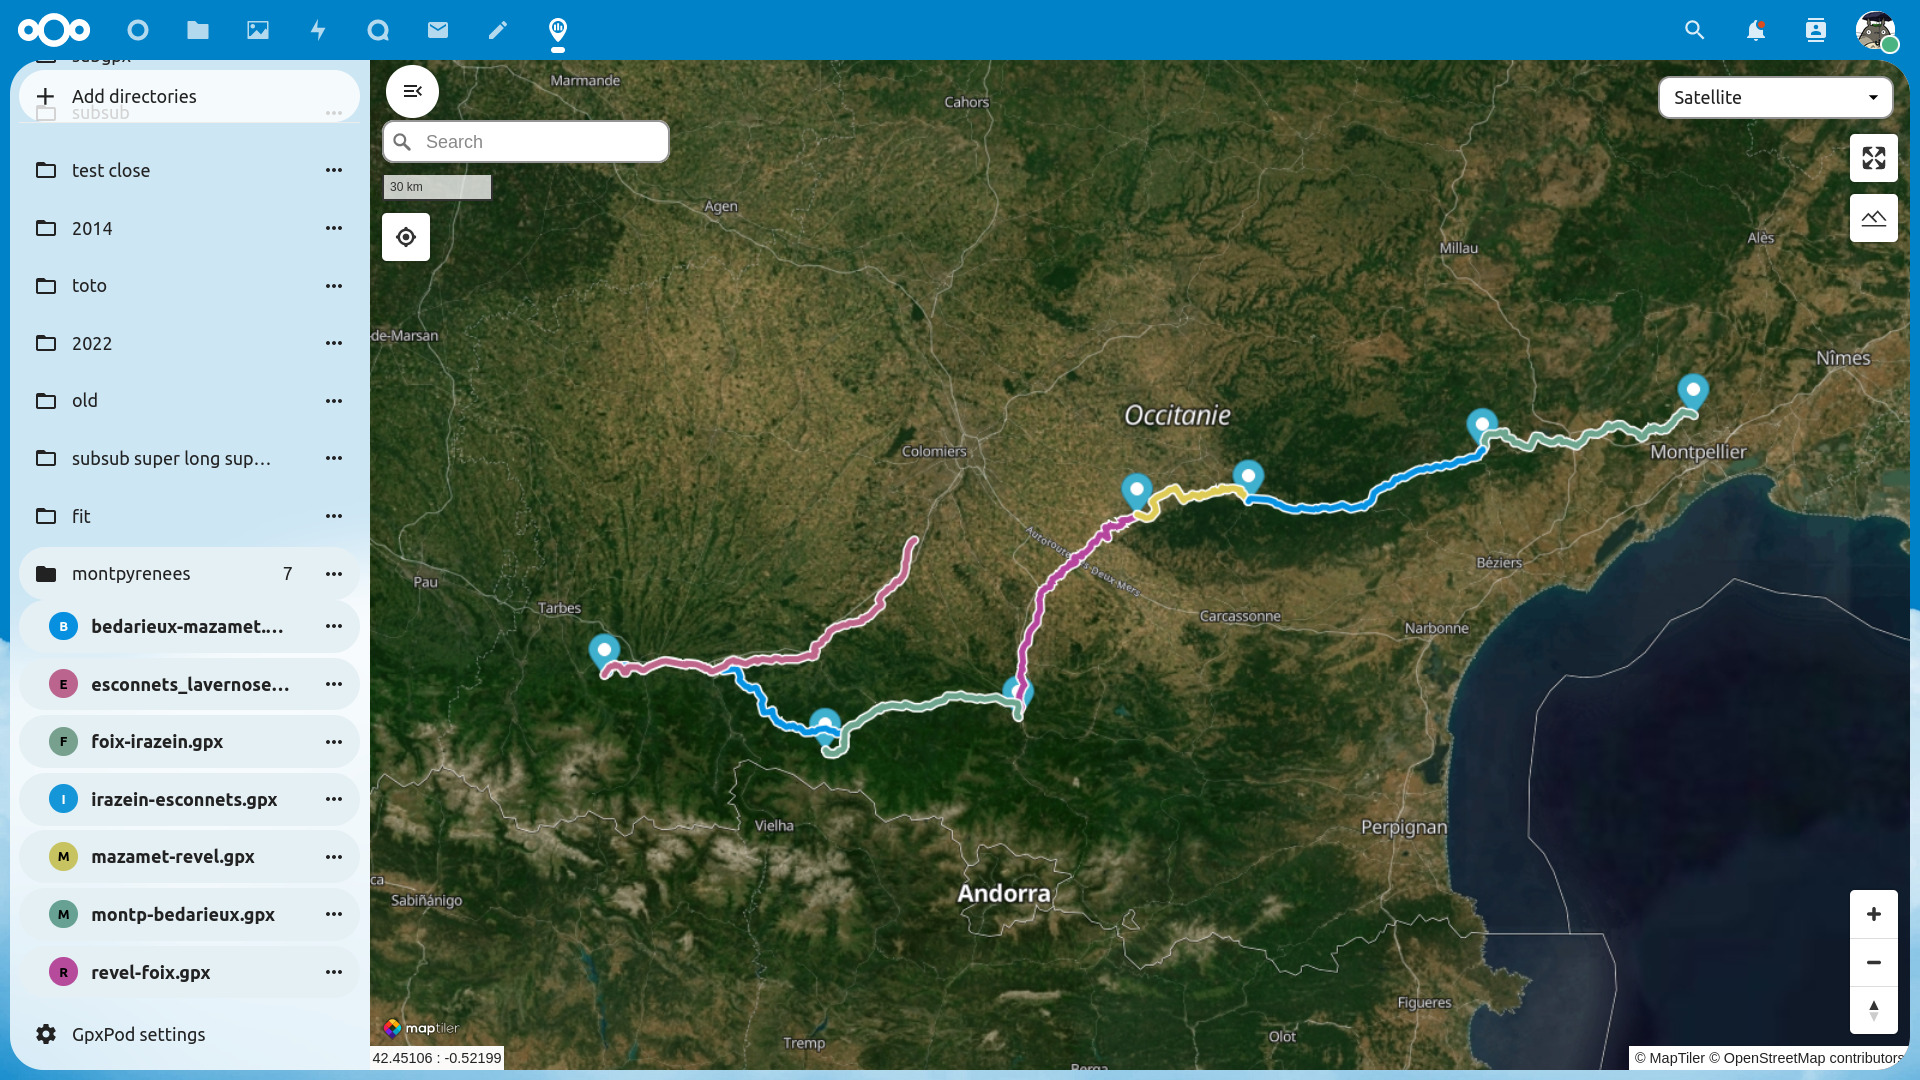 subgpx
Add directories
subsub
test close
2014
toto
2022
old
subsub super long sup…
fit
montpyrenees 7
B bedarieux-mazamet.…
E esconnets_lavernose…
F foix-irazein.gpx
I irazein-esconnets.gpx
M mazamet-revel.gpx
M montp-bedarieux.gpx
R revel-foix.gpx
GpxPod settings
Search
30 km
Satellite
Marmande
Cahors
Agen
Millau
Alès
de-Marsan
Nîmes
Occitanie
Colomiers
Montpellier
Autoroute des-Deux-Mers-
Béziers
Pau
Tarbes
Carcassonne
Narbonne
Vielha
Perpignan
ca
Sabiñánigo
Andorra
Figueres
Olot
Tremp
Berga
maptiler
42.45106 : -0.52199
© MapTiler © OpenStreetMap contributors